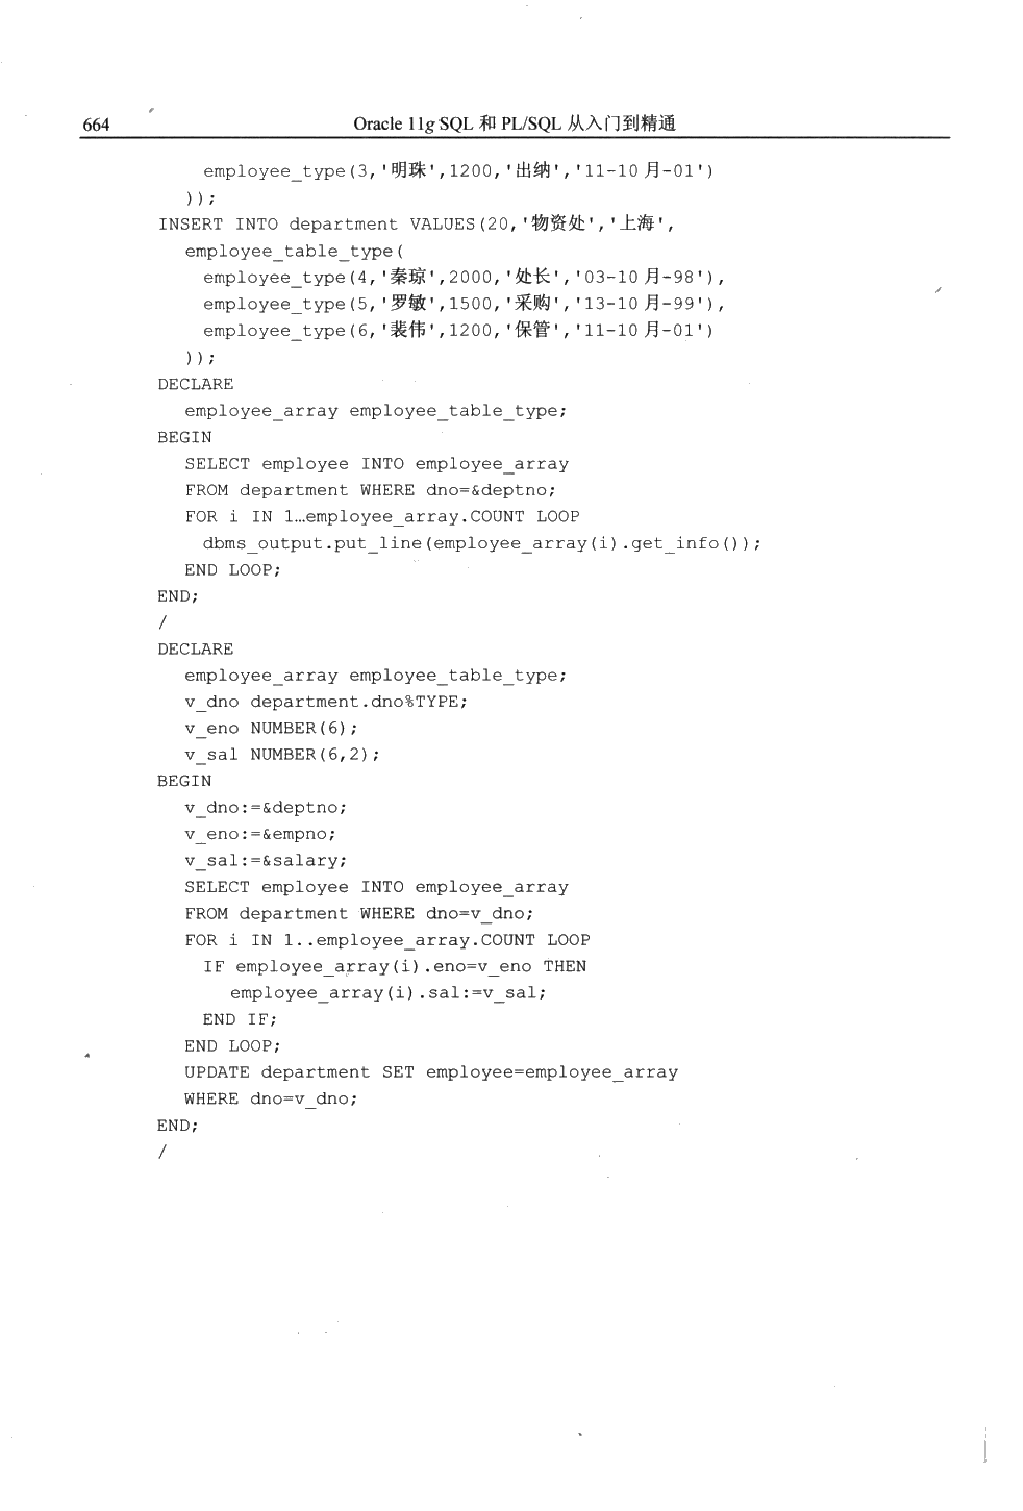 664
Oracle 11g SQL 和 PL/SQL 从入门到精通
employee_type(3,'明珠',1200,'出纳','11-10 月-01')
));
INSERT INTO department VALUES(20,'物资处','上海',
employee_table_type(
employee_type(4,'秦琼',2000,'处长','03-10 月-98'),
employee_type(5,'罗敏',1500,'采购','13-10 月-99'),
employee_type(6,'裴伟',1200,'保管','11-10 月-01')
));
DECLARE
employee_array employee_table_type;
BEGIN
SELECT employee INTO employee_array
FROM department WHERE dno=&deptno;
FOR i IN 1…employee_array.COUNT LOOP
dbms_output.put_line(employee_array(i).get_info());
END LOOP;
END;
/
DECLARE
employee_array employee_table_type;
v_dno department.dno%TYPE;
v_eno NUMBER(6);
v_sal NUMBER(6,2);
BEGIN
v_dno:=&deptno;
v_eno:=&empno;
v_sal:=&salary;
SELECT employee INTO employee_array
FROM department WHERE dno=v_dno;
FOR i IN 1..employee_array.COUNT LOOP
IF employee_array(i).eno=v_eno THEN
employee_array(i).sal:=v_sal;
END IF;
END LOOP;
UPDATE department SET employee=employee_array
WHERE dno=v_dno;
END;
/